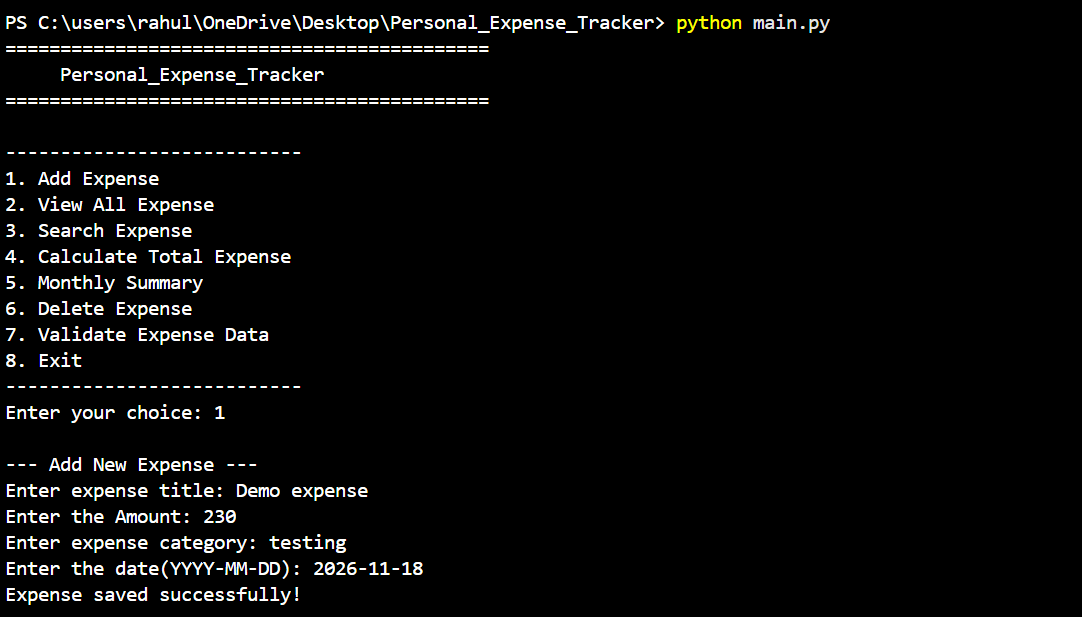 PS C:\users\rahul\OneDrive\Desktop\Personal_Expense_Tracker> python main.py
============================================
     Personal_Expense_Tracker
============================================

---------------------------
1. Add Expense
2. View All Expense
3. Search Expense
4. Calculate Total Expense
5. Monthly Summary
6. Delete Expense
7. Validate Expense Data
8. Exit
---------------------------
Enter your choice: 1

--- Add New Expense ---
Enter expense title: Demo expense
Enter the Amount: 230
Enter expense category: testing
Enter the date(YYYY-MM-DD): 2026-11-18
Expense saved successfully!